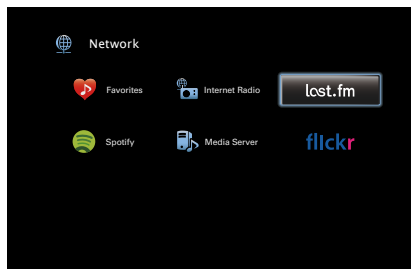 Network
Favorites Internet Radio last.fm
Spotify Media Server flickr